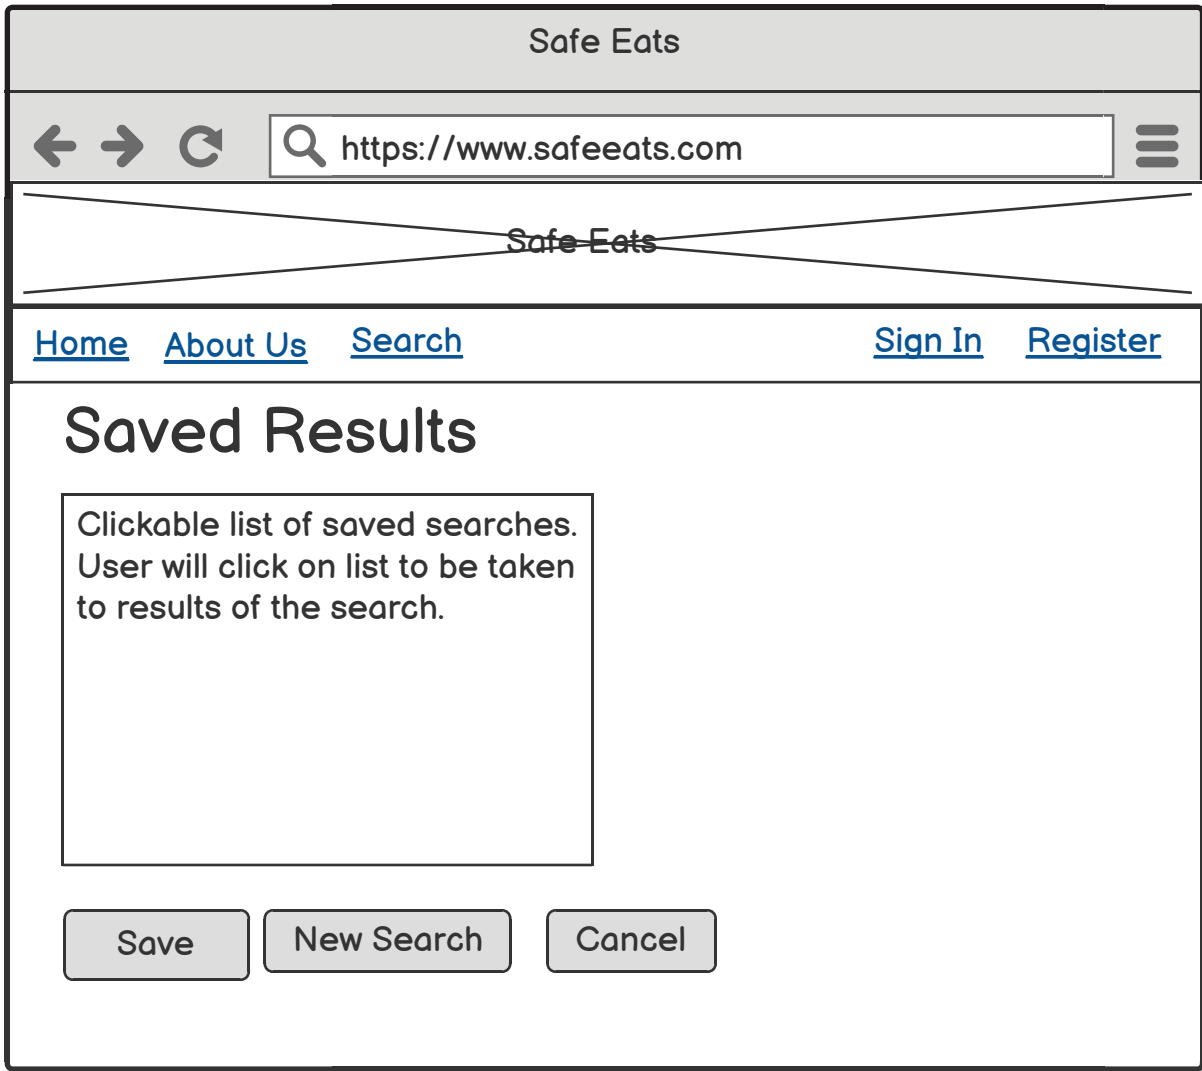 Safe Eats
https://www.safeeats.com
Safe Eats
Home About Us Search Sign In Register
Saved Results
Clickable list of saved searches.
User will click on list to be taken
to results of the search.
Save New Search Cancel